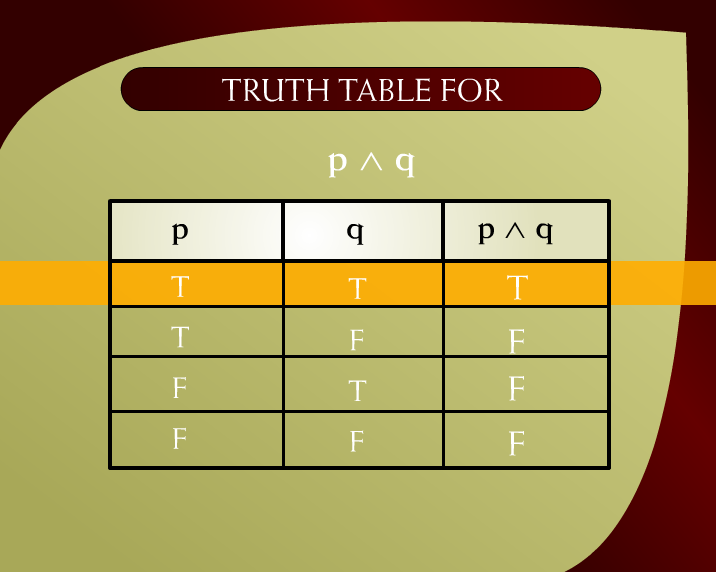 TRUTH TABLE FOR
p ∧ q
p q p ∧ q
T T T
T F F
F T F
F F F